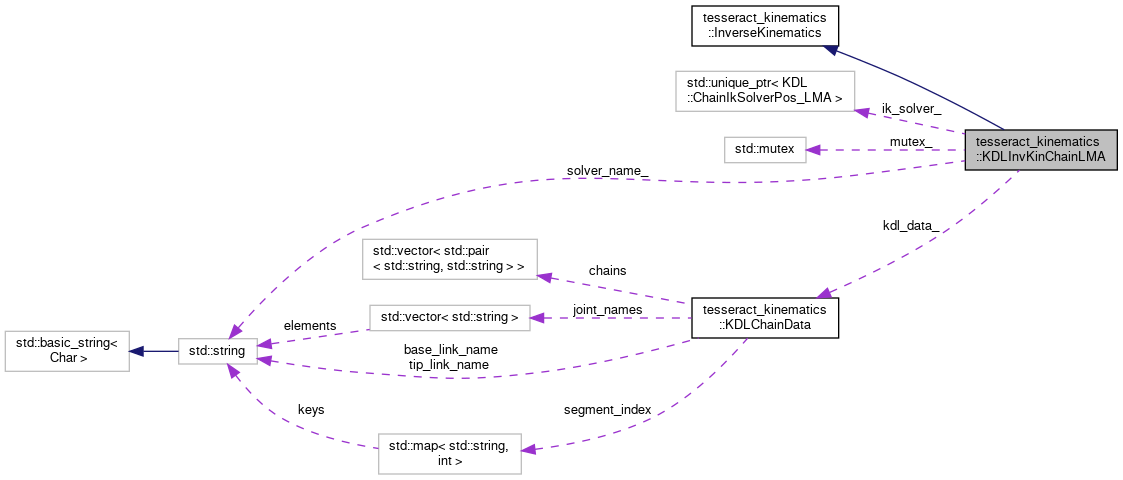 tesseract_kinematics
::InverseKinematics
std::unique_ptr< KDL
::ChainIkSolverPos_LMA >
ik_solver_
tesseract_kinematics
::KDLInvKinChainLMA
std::mutex
mutex_
solver_name_
kdl_data_
std::vector< std::pair
< std::string, std::string > >
chains
tesseract_kinematics
::KDLChainData
std::vector< std::string >
joint_names
elements
std::basic_string<
Char >
std::string
base_link_name
tip_link_name
keys
segment_index
std::map< std::string,
int >